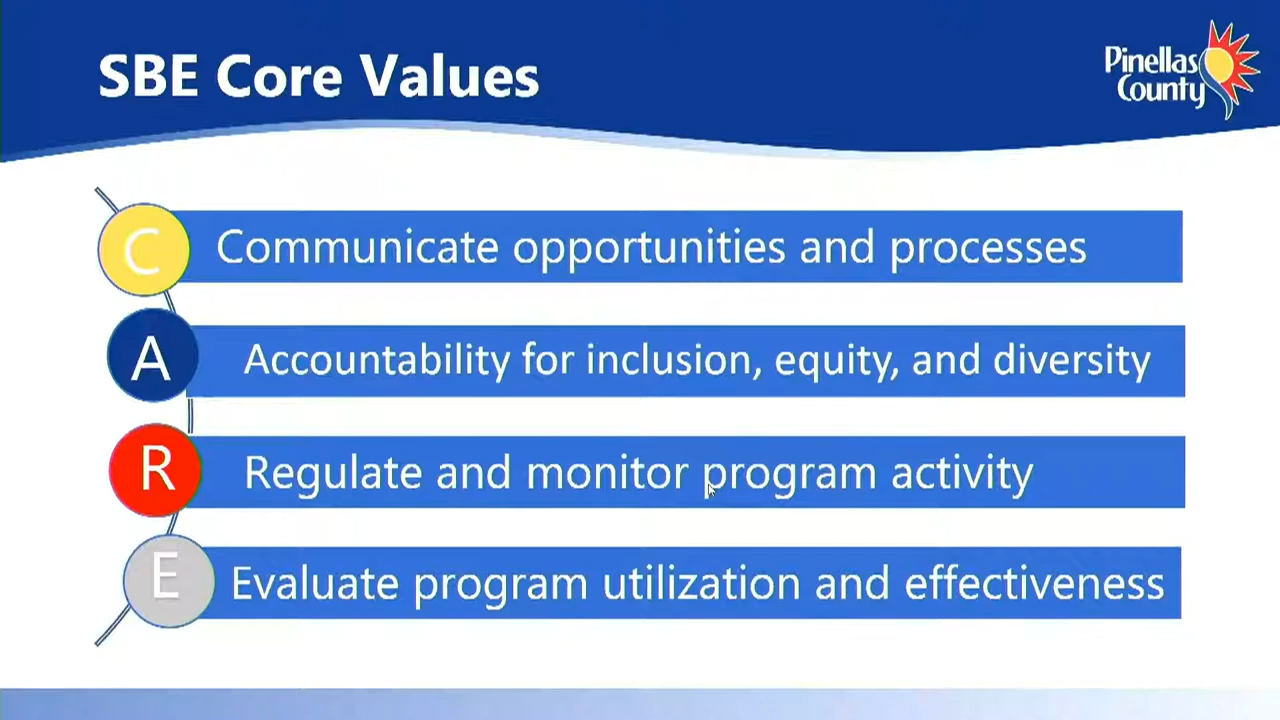 SBE Core Values
Pinellas
County
C
Communicate opportunities and processes
A
Accountability for inclusion, equity, and diversity
R
Regulate and monitor program activity
E
Evaluate program utilization and effectiveness